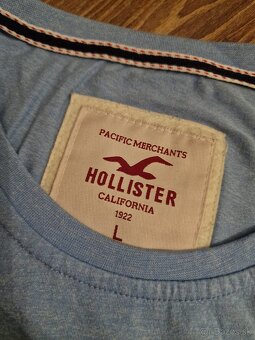 PACIFIC MERCHANTS
HOLLISTER
CALIFORNIA
1922
L